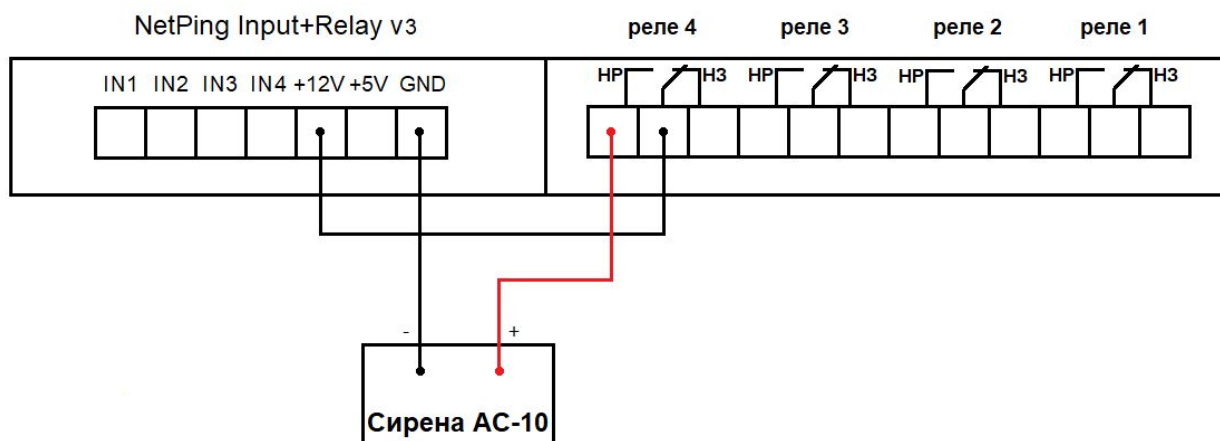 NetPing Input+Relay v3
реле 4 реле 3 реле 2 реле 1
IN1 IN2 IN3 IN4 +12V +5V GND
НР НЗ НР НЗ НР НЗ НР НЗ
- +
Сирена АС-10